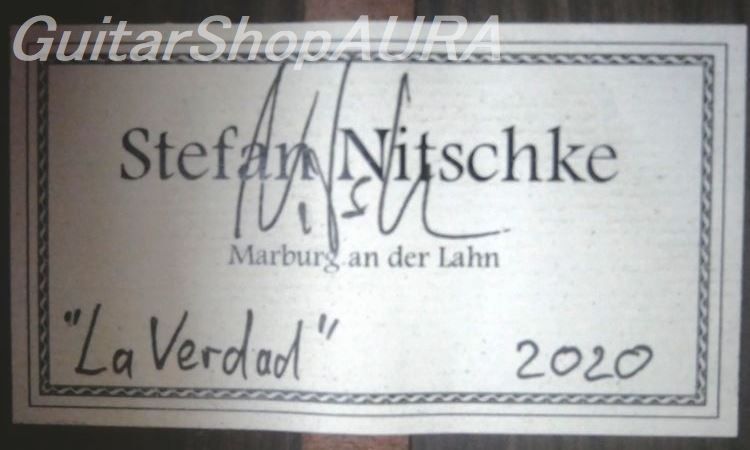 GuitarShopAURA
Stefan Nitschke
Marburg an der Lahn
"La Verdad" 2020